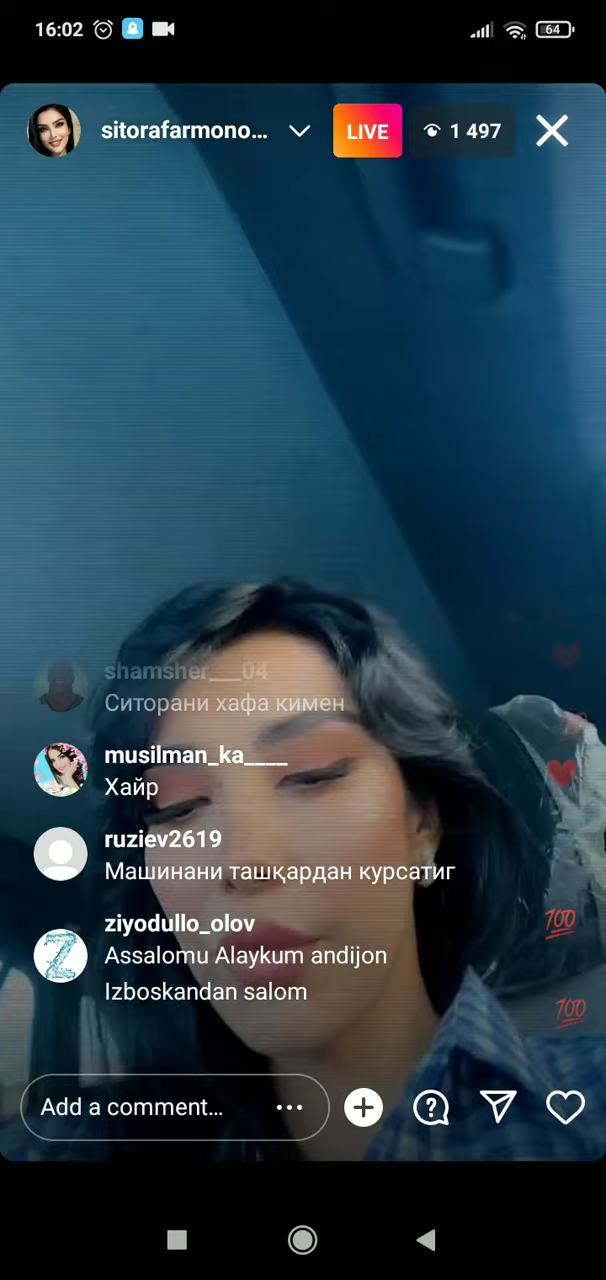 16:02
64
sitorafarmono...
LIVE
1 497
shamsher___04
Ситорани хафа кимен
musilman_ka____
Хайр
ruziev2619
Машинани ташқардан курсатиг
ziyodullo_olov
Assalomu Alaykum andijon
Izboskandan salom
100
100
Add a comment...